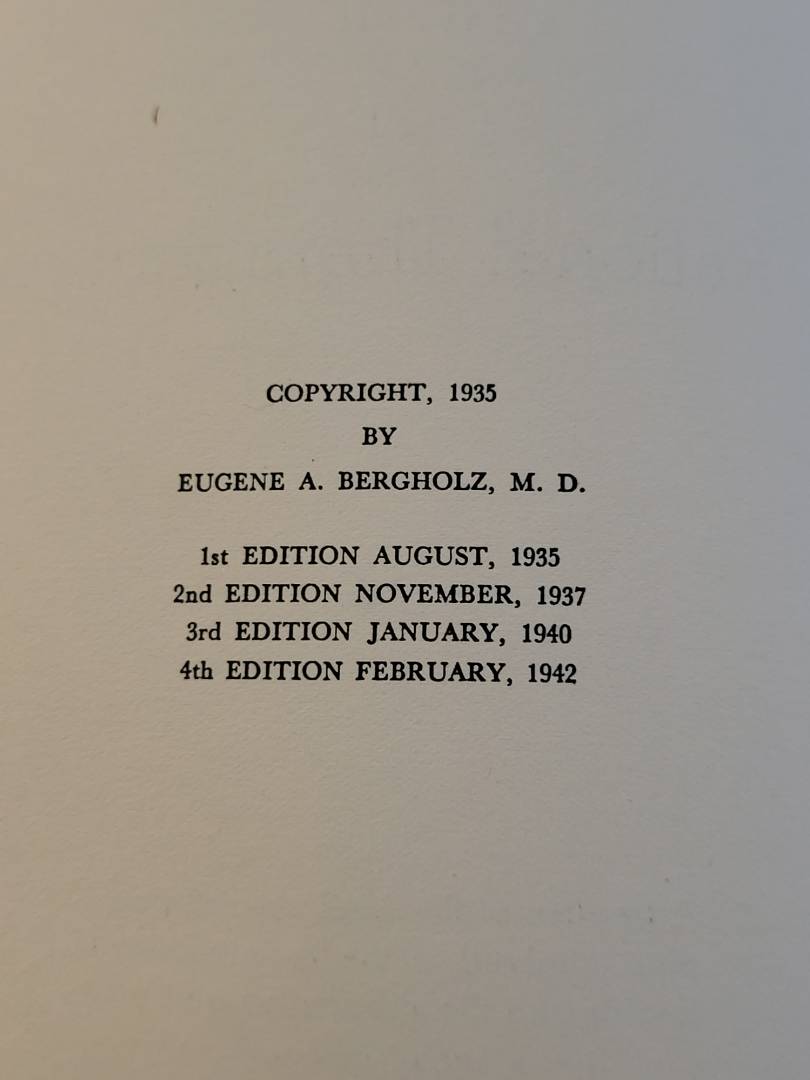 COPYRIGHT, 1935
BY
EUGENE A. BERGHOLZ, M. D.
1st EDITION AUGUST, 1935
2nd EDITION NOVEMBER, 1937
3rd EDITION JANUARY, 1940
4th EDITION FEBRUARY, 1942